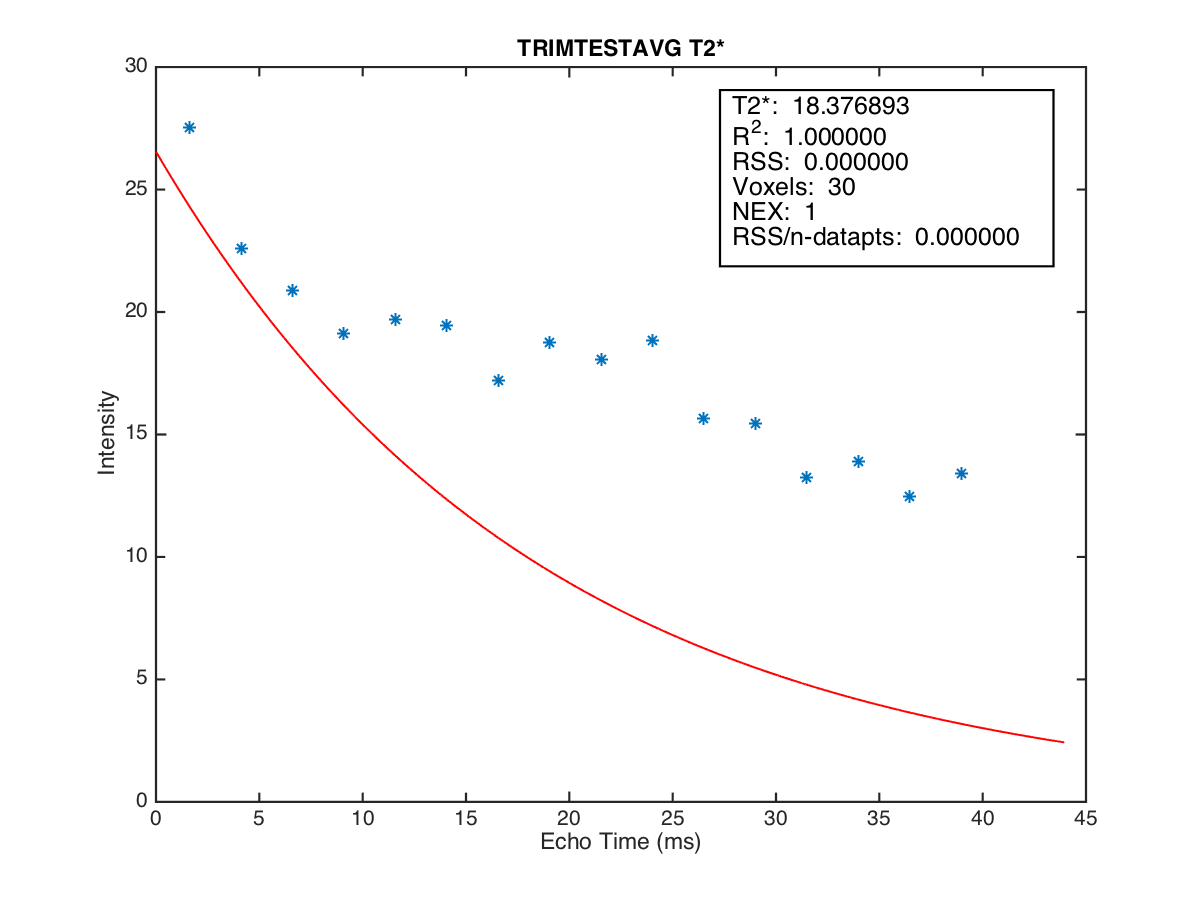 TRIMTESTAVG T2*
30
25
20
15
10
5
0
Intensity
T2*: 18.376893
R²: 1.000000
RSS: 0.000000
Voxels: 30
NEX: 1
RSS/n-datapts: 0.000000
0 5 10 15 20 25 30 35 40 45
Echo Time (ms)